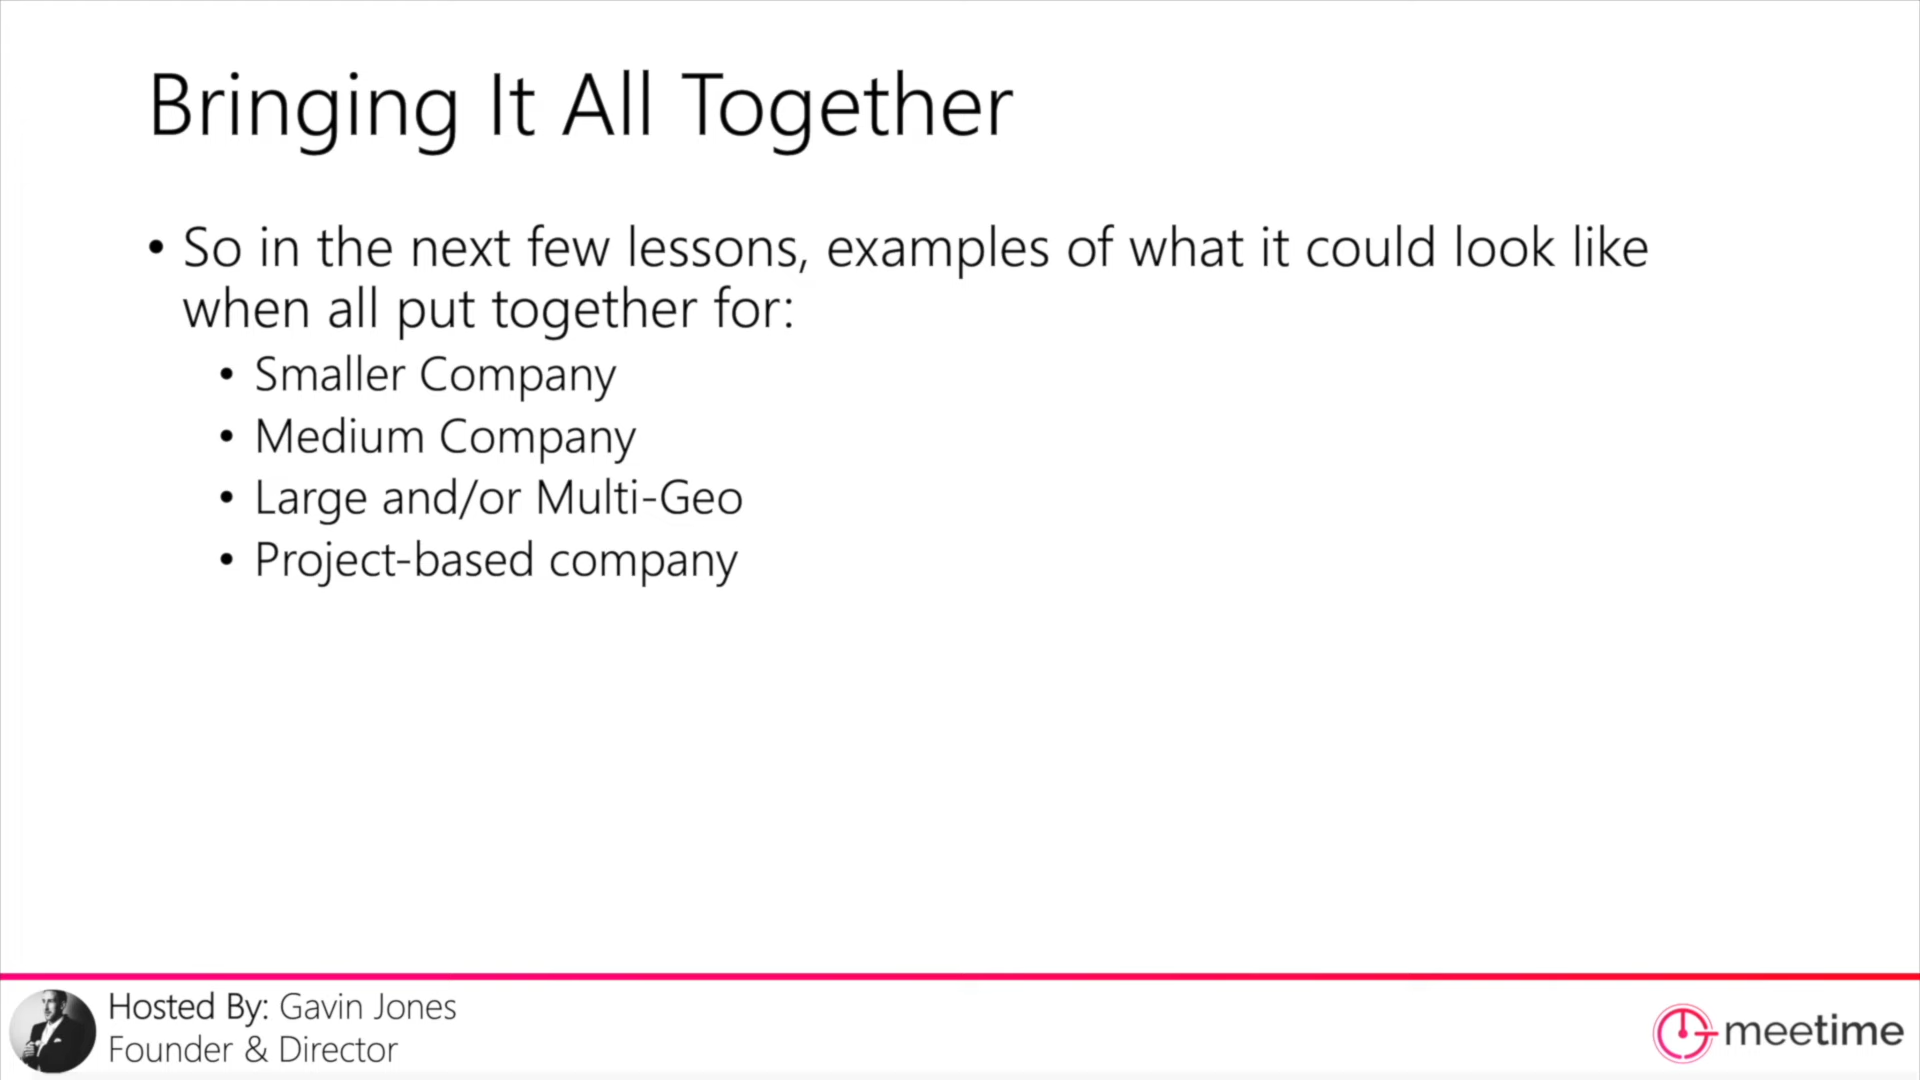 Bringing It All Together
• So in the next few lessons, examples of what it could look like
when all put together for:
• Smaller Company
• Medium Company
• Large and/or Multi-Geo
• Project-based company
Hosted By: Gavin Jones
Founder & Director
meetime